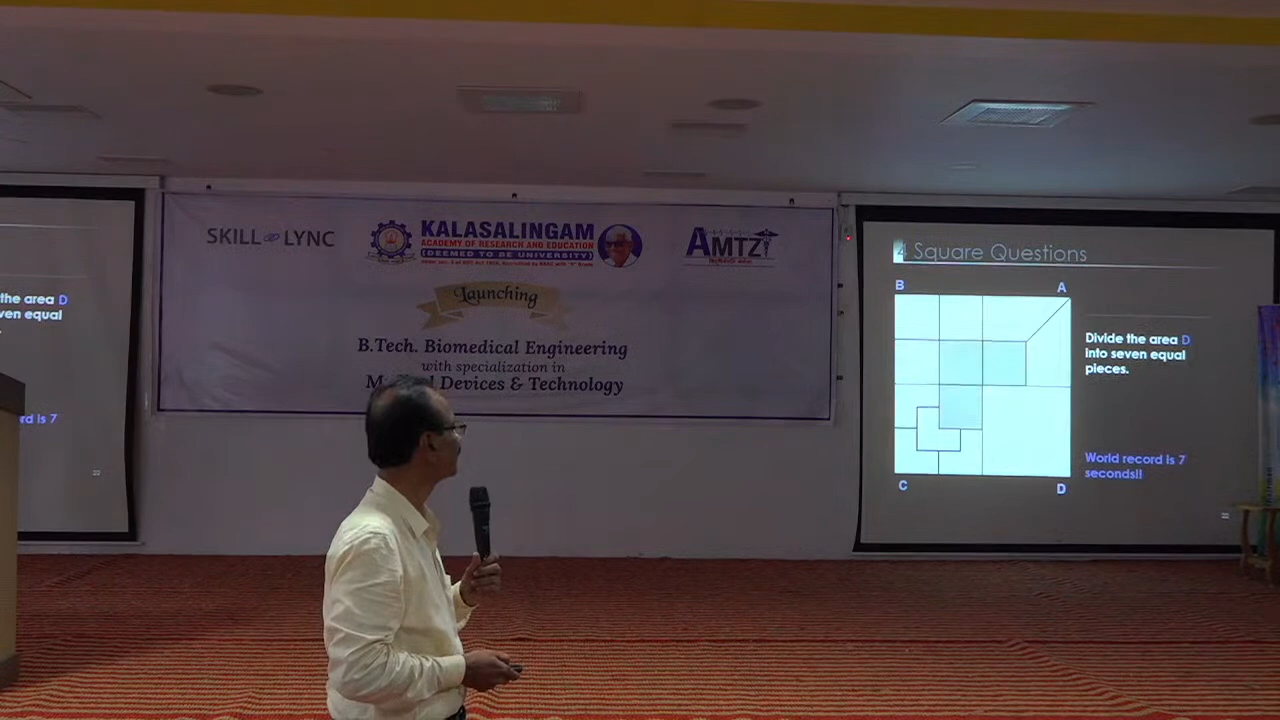 SKILL LYNC
KALASALINGAM
ACADEMY OF RESEARCH AND EDUCATION
(DEEMED TO BE UNIVERSITY)
AMTZ
Launching
B.Tech. Biomedical Engineering
with specialization in
Devices & Technology
the area D
ven equal
rd is 7
4 Square Questions
B A
Divide the area D
into seven equal
pieces.
World record is 7
seconds!!
C D